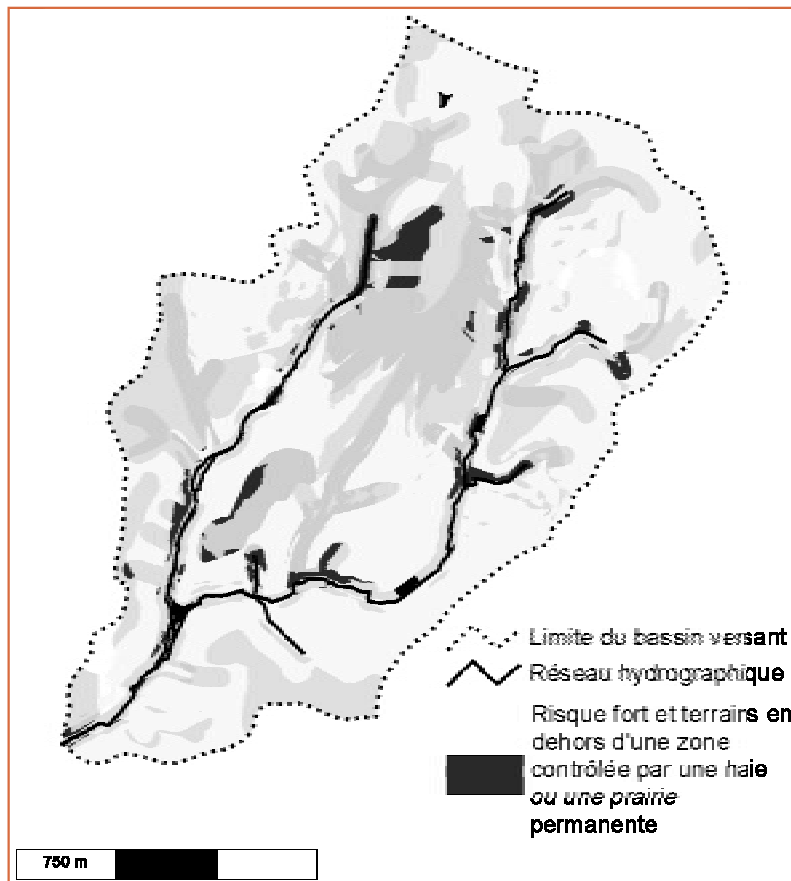 Limite du bassin versant
Réseau hydrographique
Risque fort et terrains en
dehors d'une zone
contrôlée par une haie
ou une prairie
permanente
750 m